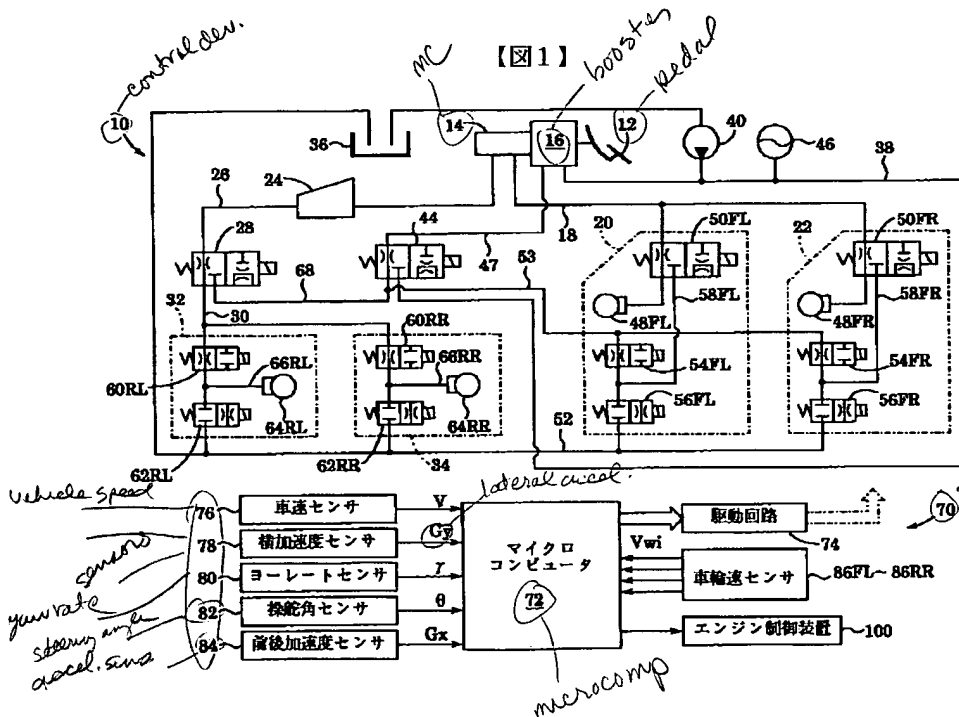 control dev.
MC
【図1】
booster
pedal
10
36
14
16
12
40
46
38
26
24
28
44
18
20
50FL
22
50FR
47
68
53
58FL
58FR
32
30
48FL
48FR
60RR
60RL
66RL
66RR
54FL
54FR
64RL
64RR
56FL
56FR
62RL
62RR
34
52
vehicle speed
lateral accel.
76 車速センサ V
78 横加速度センサ Gy
80 ヨーレートセンサ γ
82 操舵角センサ θ
84 前後加速度センサ Gx
sensors
yaw rate
steering angle
accel. sens
マイクロ
コンピュータ
72
microcomp
駆動回路
74
70
Vwi
車輪速センサ 86FL~86RR
エンジン制御装置 100